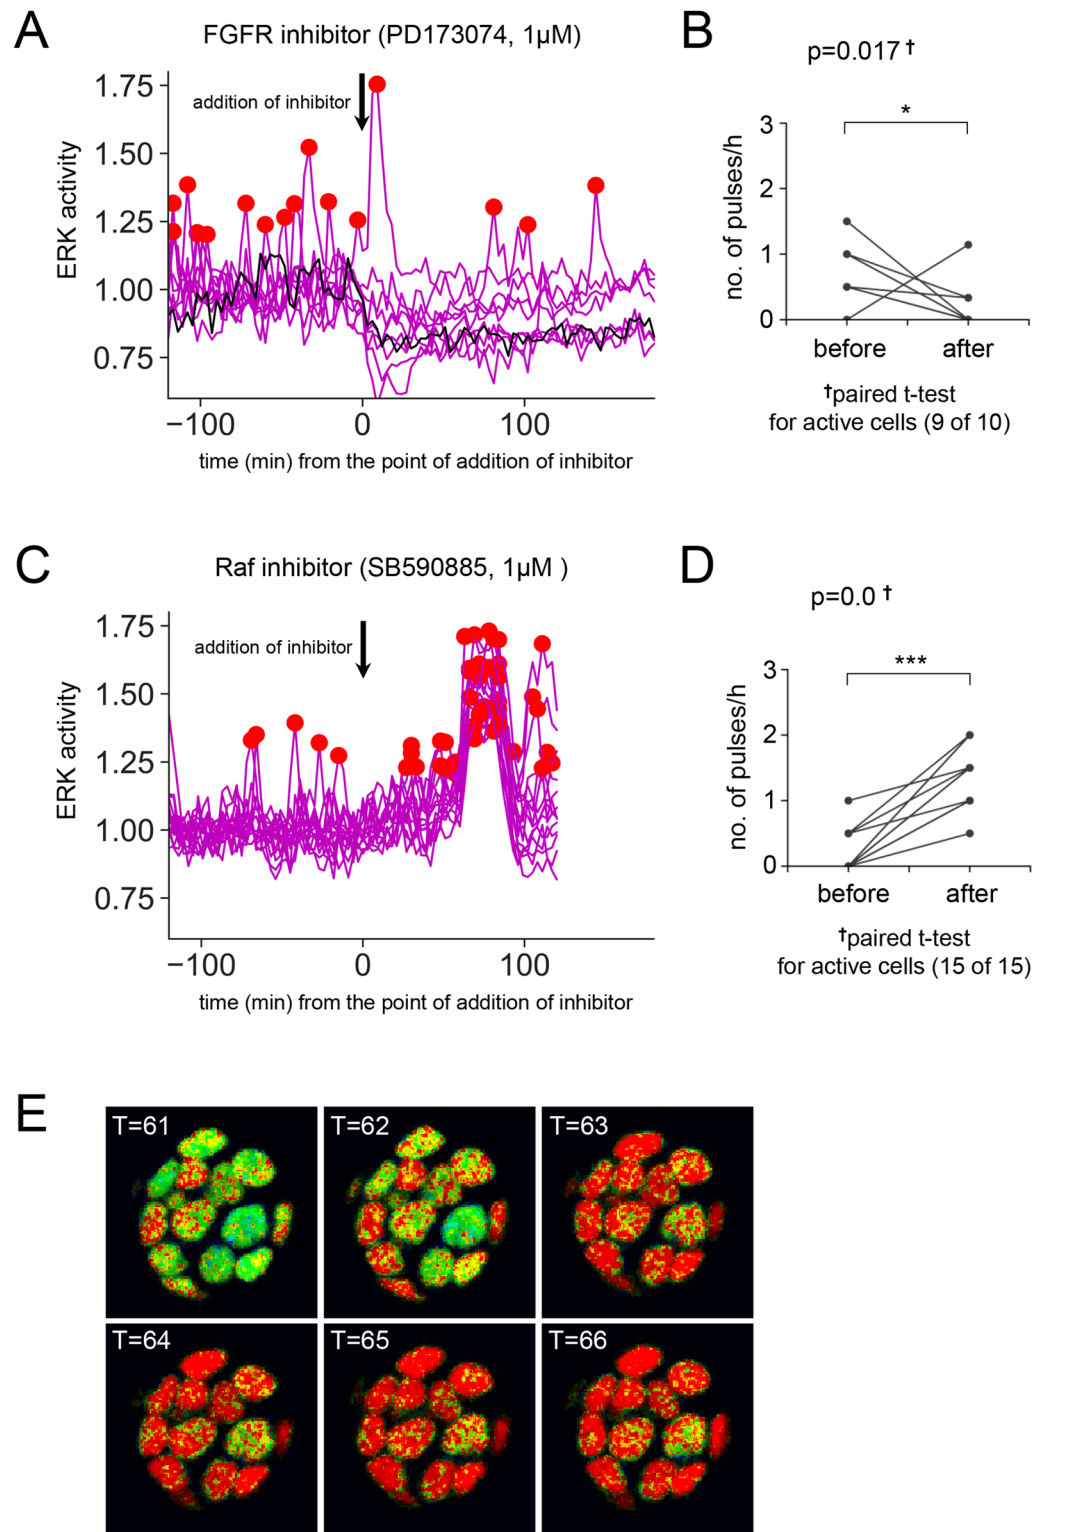 A
FGFR inhibitor (PD173074, 1μM)
1.75
1.50
1.25
1.00
0.75
ERK activity
addition of inhibitor
−100
0
100
time (min) from the point of addition of inhibitor
B
p=0.017 †
*
3
2
1
0
no. of pulses/h
before
after
†paired t-test
for active cells (9 of 10)
C
Raf inhibitor (SB590885, 1μM )
1.75
1.50
1.25
1.00
0.75
ERK activity
addition of inhibitor
−100
0
100
time (min) from the point of addition of inhibitor
D
p=0.0 †
***
3
2
1
0
no. of pulses/h
before
after
†paired t-test
for active cells (15 of 15)
E
T=61
T=62
T=63
T=64
T=65
T=66